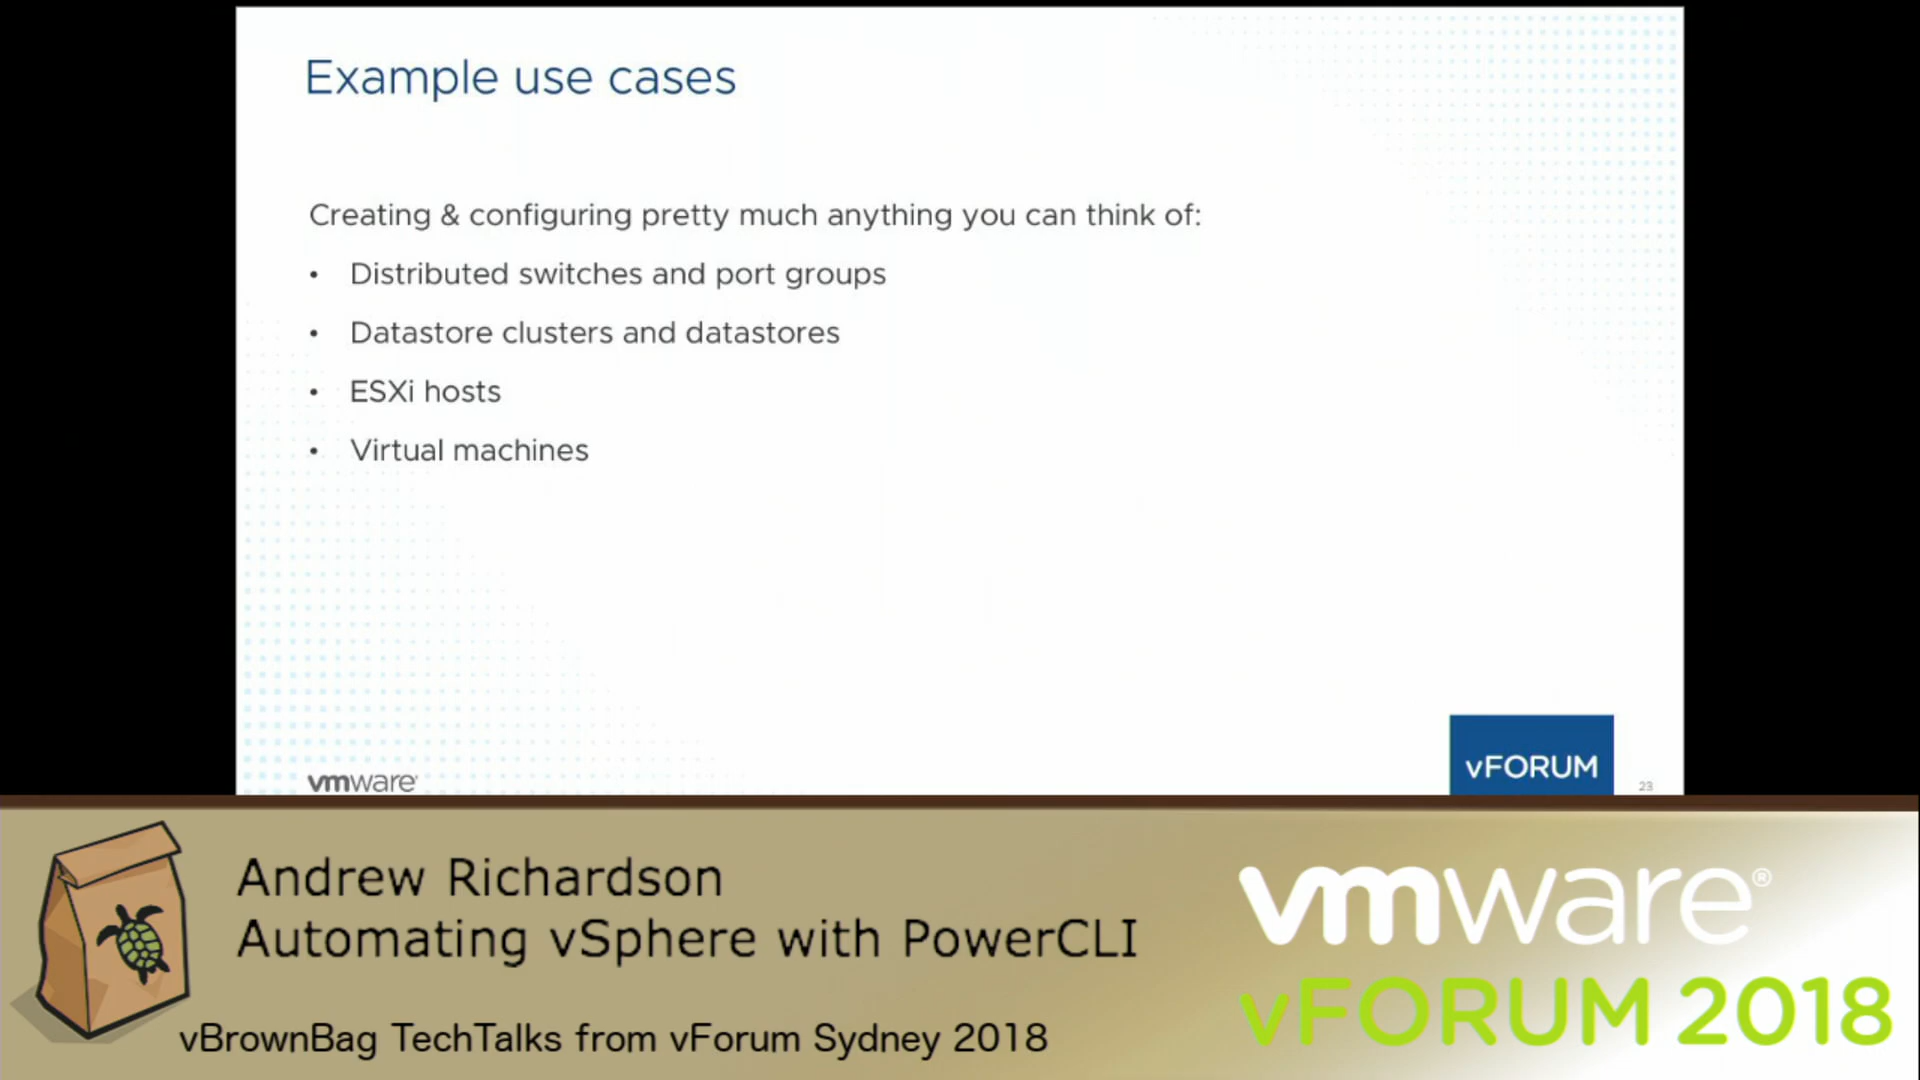 Example use cases
Creating & configuring pretty much anything you can think of:
• Distributed switches and port groups
• Datastore clusters and datastores
• ESXi hosts
• Virtual machines
vmware
vFORUM
23
Andrew Richardson
Automating vSphere with PowerCLI
vBrownBag TechTalks from vForum Sydney 2018
vmware®
vFORUM 2018